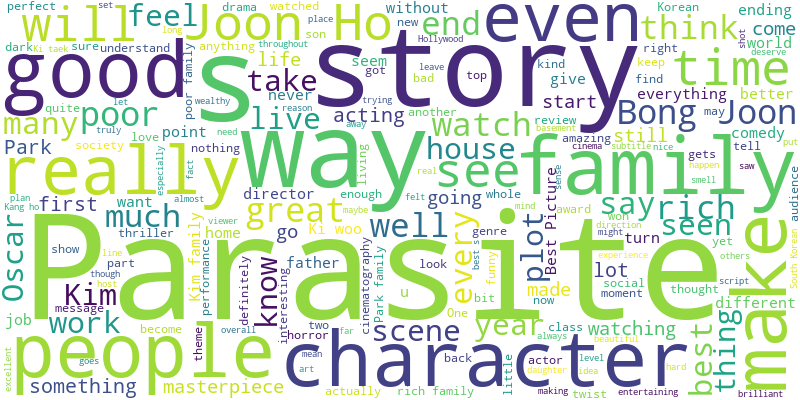 perfect
set
drama
watched
place
new
Hollywood
without
Korean
ending
dark
Ki taek
sure
understand
will
feel
Joon Ho
anything
throughout
son
end
even
think
come
world
deserve
good
s
story
long
poor family
life
seem
got
bad
leave
top
kind
right
keep
shot
time
never
take
give
find
everything
better
quite
let
poor
wealthy
reason
trying
start
Bong Joon
many
truly
point
live
acting
another
review
may
comedy
Park
love
need
away
way
watch
basement
amazing
still
tell
put
society
nothing
fact
living
house
see
family
cinema
subtitle
nice
gets
happen
smell
saw
audience
really
especially
director
enough
real
plan
Kang ho
almost
first
want
much
great
felt
going
whole
Best Picture
say
rich
sense
Oscar
viewer
maybe
well
every
genre
mind
award
won
direction
seen
yet
might
others
South Korean
Parasite
home
go
Ki woo
plot
turn
make
show
line
part
though
thriller
Kim family
performance
definitely
know
interesting
father
cinematography
Park family
look
funny
best s
lot
experience
script
Kim
message
host
theme
two
u
bit
One
made
now
social
moment
thought
different
job
work
become
overall
horror
far
scene
year
class
watching
always
beautiful
best
thing
excellent
people
goes
mean
art
character
back
little
actor
daughter
level
idea
hard
something
masterpiece
actually
rich family
making
twist
entertaining
brilliant